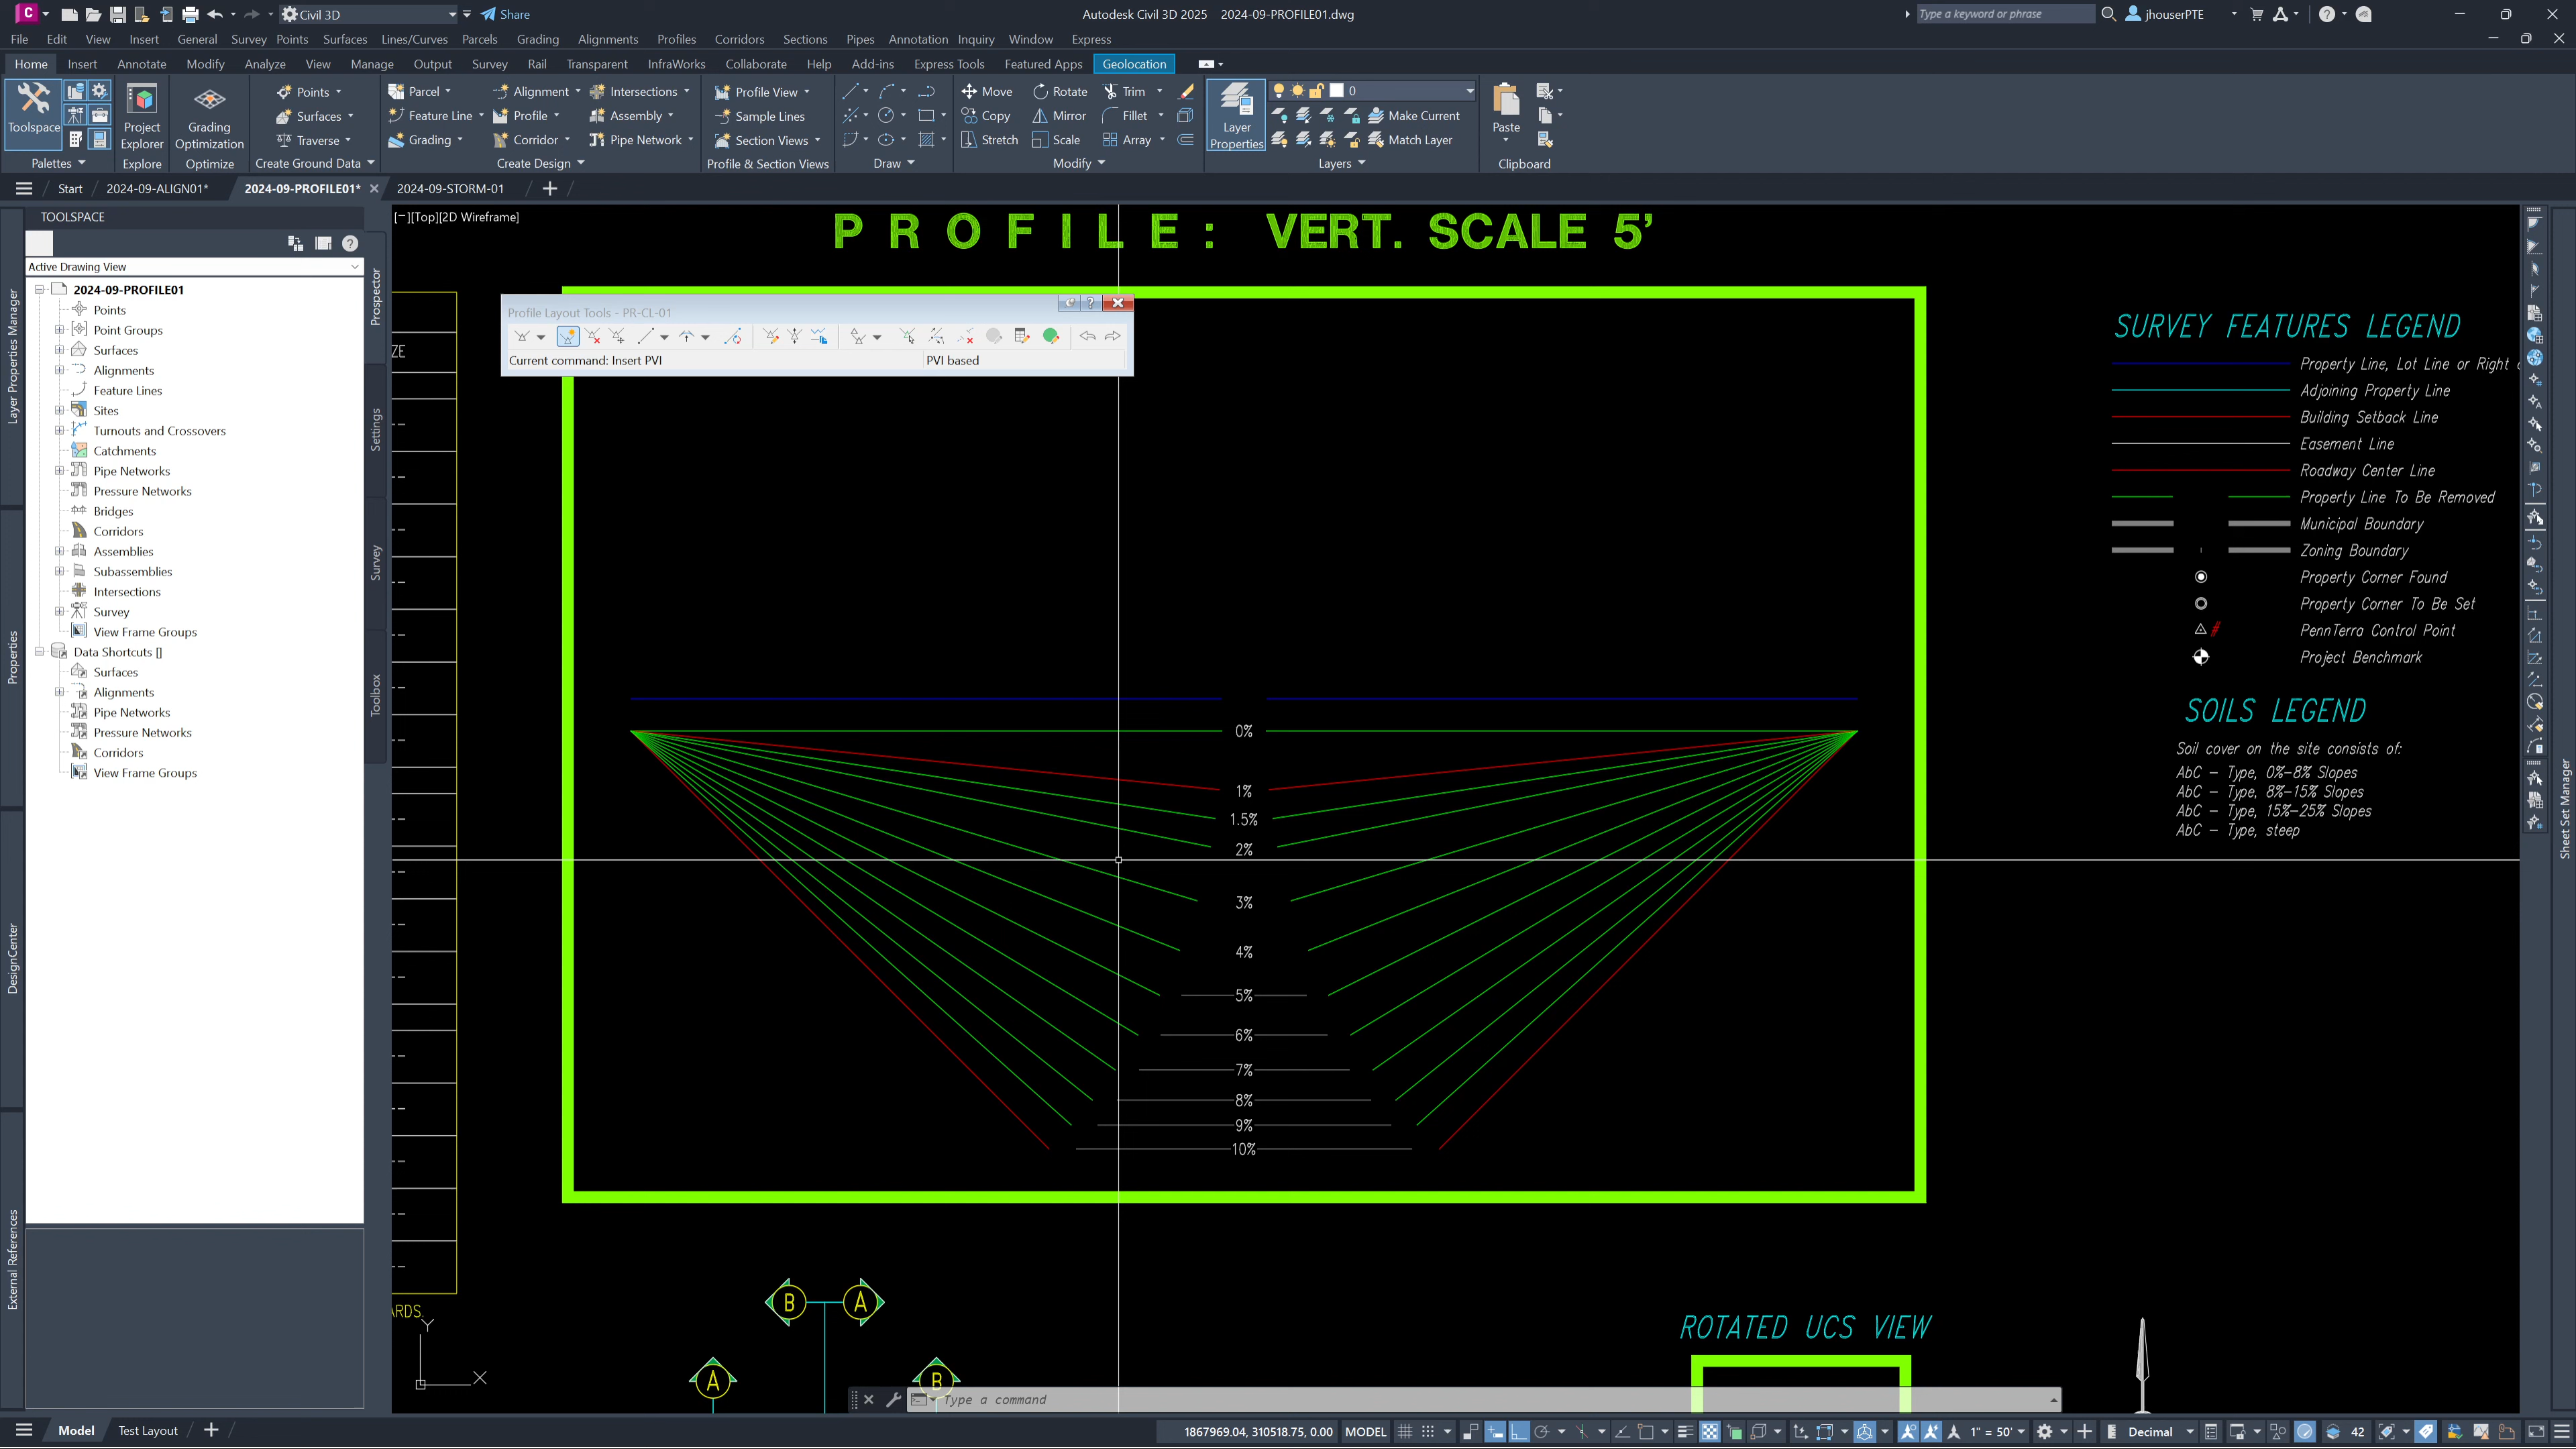 C Civil 3D Share Autodesk Civil 3D 2025 2024-09-PROFILE01.dwg Type a keyword or phrase jhouserPTE
File Edit View Insert General Survey Points Surfaces Lines/Curves Parcels Grading Alignments Profiles Corridors Sections Pipes Annotation Inquiry Window Express
Home Insert Annotate Modify Analyze View Manage Output Survey Rail Transparent InfraWorks Collaborate Help Add-ins Express Tools Featured Apps Geolocation
Points Parcel Alignment Intersections Profile View Move Rotate Trim 0
Surfaces Feature Line Profile Assembly Sample Lines Copy Mirror Fillet Make Current
Traverse Grading Corridor Pipe Network Section Views Stretch Scale Array Match Layer
Toolspace Project Explorer Grading Optimization Layer Properties Paste
Palettes Explore Optimize Create Ground Data Create Design Profile & Section Views Draw Modify Layers Clipboard
Start 2024-09-ALIGN01* 2024-09-PROFILE01* 2024-09-STORM-01
TOOLSPACE
Active Drawing View
2024-09-PROFILE01
Points
Point Groups
Surfaces
Alignments
Feature Lines
Sites
Turnouts and Crossovers
Catchments
Pipe Networks
Pressure Networks
Bridges
Corridors
Assemblies
Subassemblies
Intersections
Survey
View Frame Groups
Data Shortcuts []
Surfaces
Alignments
Pipe Networks
Pressure Networks
Corridors
View Frame Groups
Prospector
Settings
Survey
Toolbox
Layer Properties Manager
Properties
DesignCenter
External References
[−][Top][2D Wireframe]
PROFILE: VERT. SCALE 5'
Profile Layout Tools - PR-CL-01
Current command: Insert PVI PVI based
ZE
0%
1%
1.5%
2%
3%
4%
5%
6%
7%
8%
9%
10%
ARDS.
Y
X
B A
A B
SURVEY FEATURES LEGEND
Property Line, Lot Line or Right
Adjoining Property Line
Building Setback Line
Easement Line
Roadway Center Line
Property Line To Be Removed
Municipal Boundary
Zoning Boundary
Property Corner Found
Property Corner To Be Set
# PennTerra Control Point
Project Benchmark
SOILS LEGEND
Soil cover on the site consists of:
AbC - Type, 0%-8% Slopes
AbC - Type, 8%-15% Slopes
AbC - Type, 15%-25% Slopes
AbC - Type, steep
ROTATED UCS VIEW
Sheet Set Manager
Type a command
Model Test Layout 1867969.04, 310518.75, 0.00 MODEL 1" = 50' Decimal 42